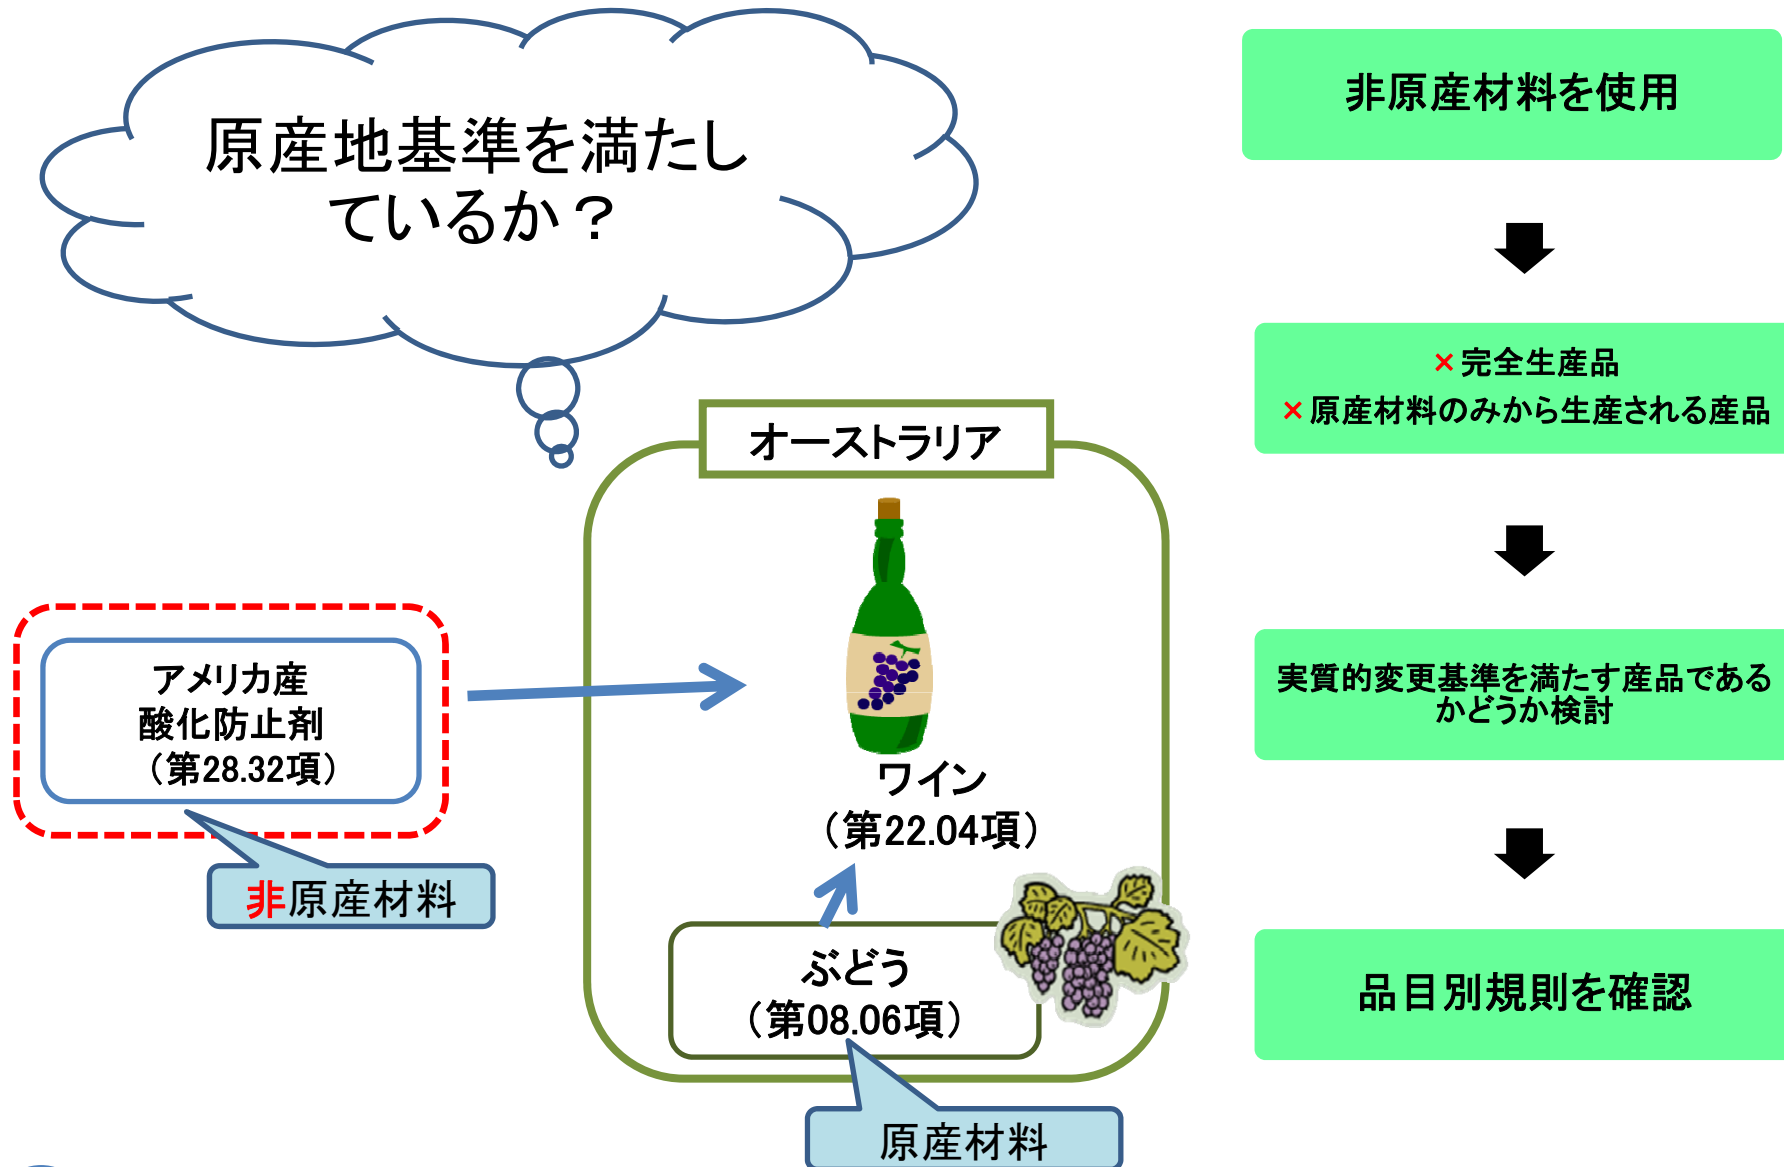 原産地基準を満たし
ているか？
オーストラリア
ワイン
（第22.04項）
アメリカ産
酸化防止剤
（第28.32項）
非原産材料
ぶどう
（第08.06項）
原産材料
非原産材料を使用
×完全生産品
×原産材料のみから生産される産品
実質的変更基準を満たす産品である
かどうか検討
品目別規則を確認